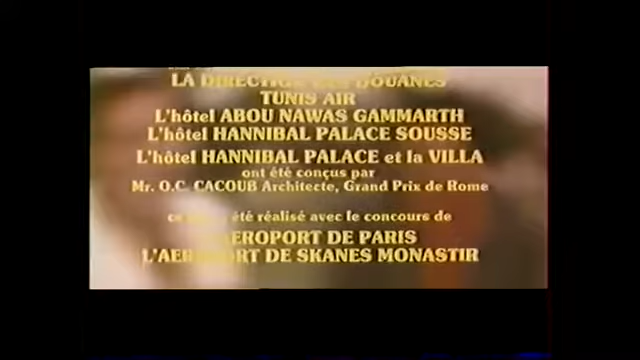 LA DIRECTION DES DOUANES
TUNIS AIR
L'hôtel ABOU NAWAS GAMMARTH
L'hôtel HANNIBAL PALACE SOUSSE
L'hôtel HANNIBAL PALACE et la VILLA
ont été conçus par
Mr. O.C. CACOUB Architecte, Grand Prix de Rome
été réalisé avec le concours de
AEROPORT DE PARIS
L'AEROPORT DE SKANES MONASTIR